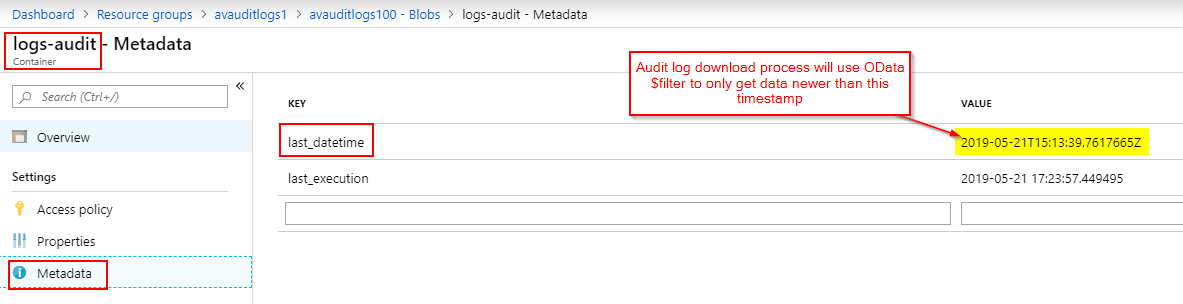 Dashboard > Resource groups > avauditlogs1 > avauditlogs100 - Blobs > logs-audit - Metadata
logs-audit - Metadata
Container
Search (Ctrl+/)
«
Overview
Settings
Access policy
Properties
Metadata
Audit log download process will use OData
$filter to only get data newer than this
timestamp
KEY VALUE
last_datetime 2019-05-21T15:13:39.7617665Z
last_execution 2019-05-21 17:23:57.449495